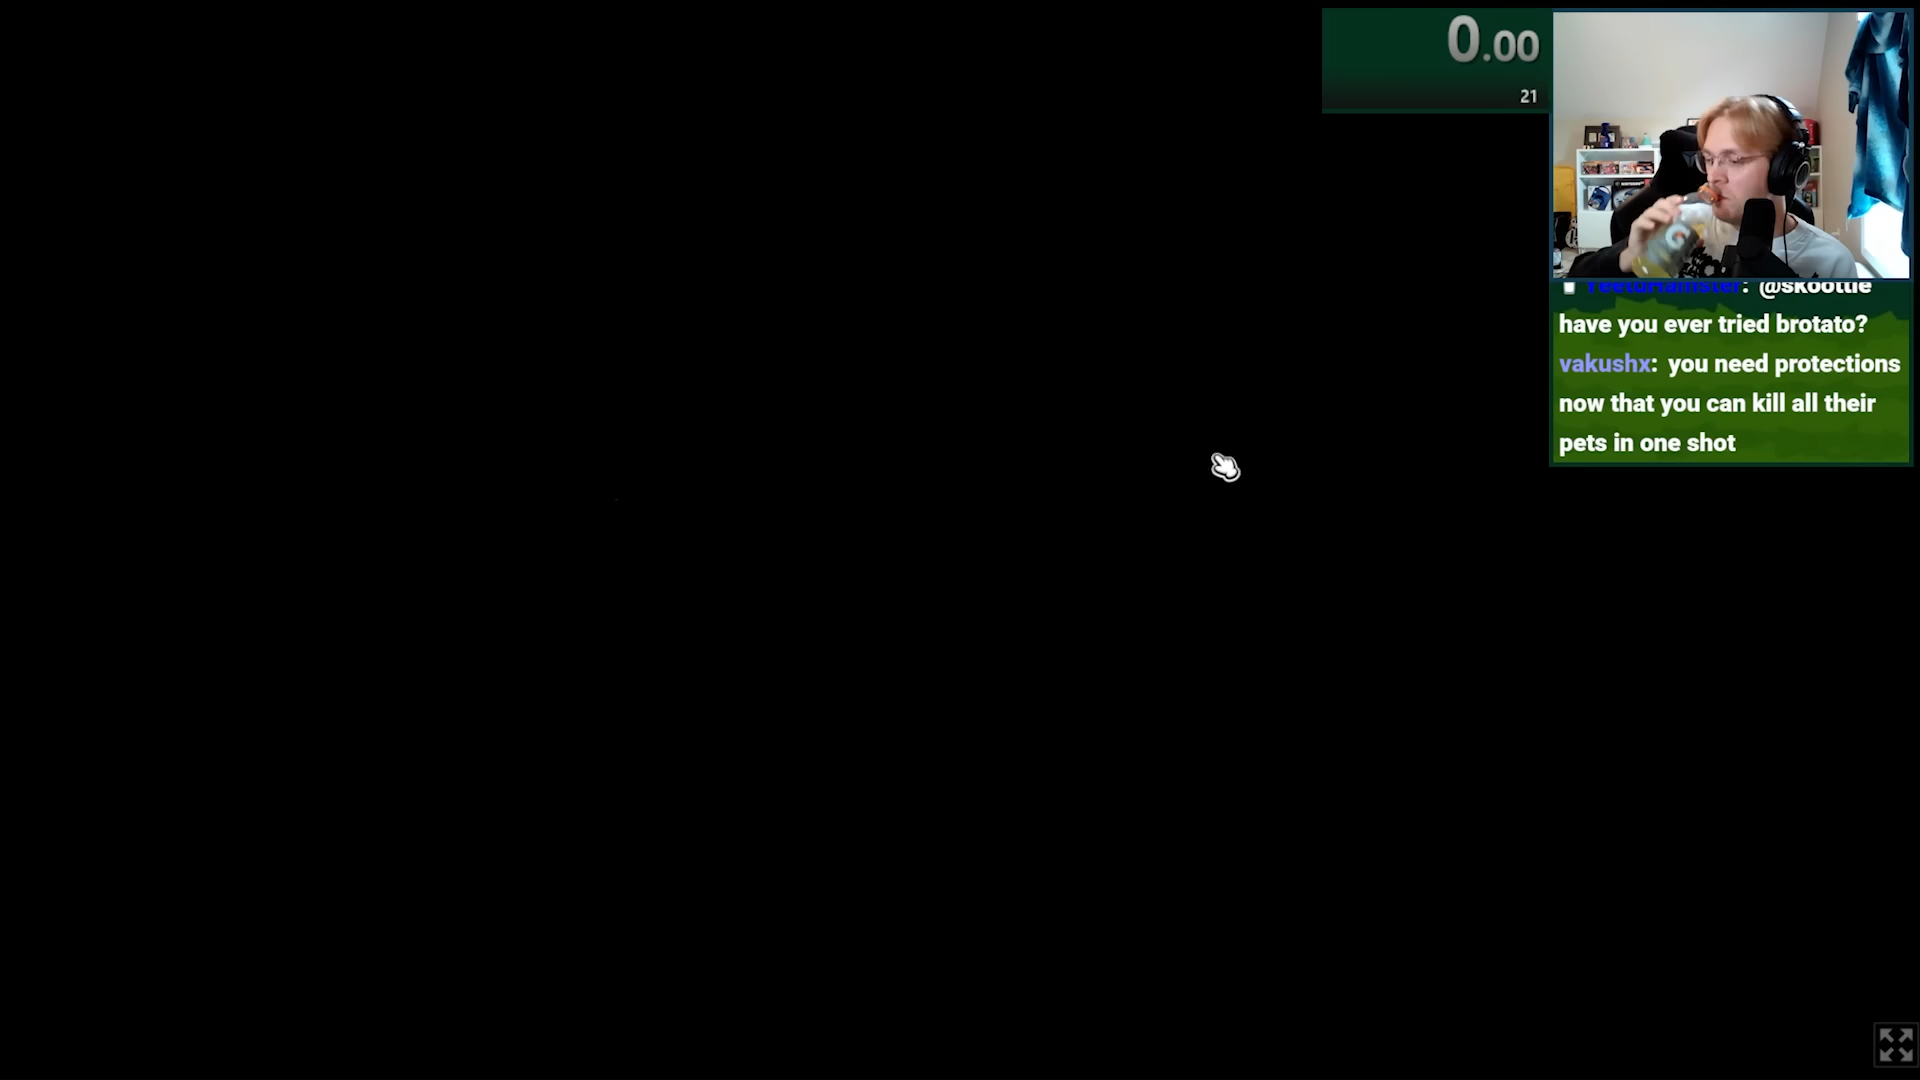 0.00
21
: @skoottie
have you ever tried brotato?
vakushx: you need protections
now that you can kill all their
pets in one shot
G